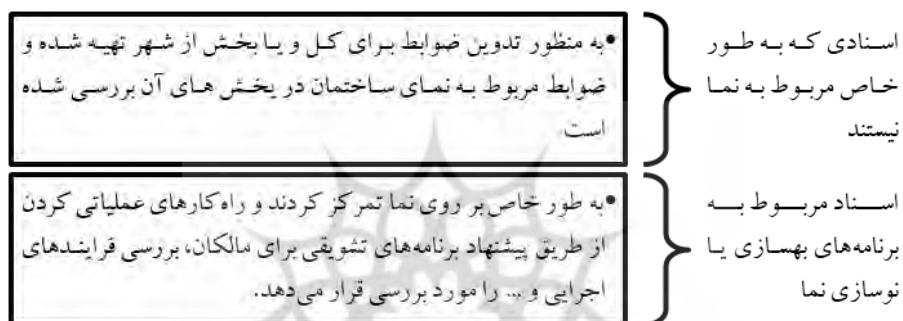 اسنادی که به طور
خاص مربوط به نما
نیستند
•به منظور تدوین ضوابط برای کل و یا بخش از شهر تهیه شده و
ضوابط مربوط به نمای ساختمان در بخش های آن بررسی شده
است
اسناد مربوط به
برنامه‌های بهسازی یا
نوسازی نما
•به طور خاص بر روی نما تمرکز کردند و راه کارهای عملیاتی کردن
از طریق پیشنهاد برنامه‌های تشویقی برای مالکان، بررسی فرایندهای
اجرایی و ... را مورد بررسی قرار می‌دهد.